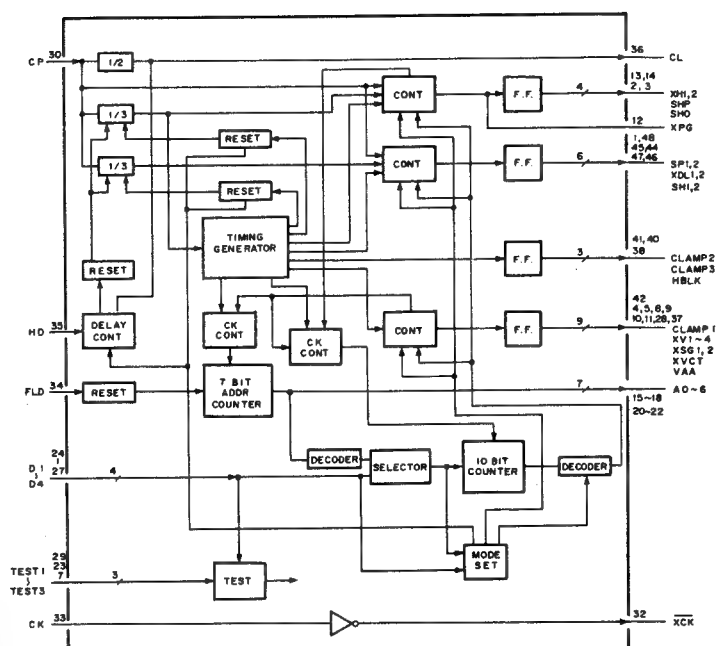 30
CP
1/2
36
CL
1/3
CONT
F.F.
4
13,14
2, 3
XH1,2
SHP
SHD
12
XPG
RESET
1/3
CONT
F.F.
6
1,48
45,44
47,46
SP1,2
XDL1,2
SH1,2
RESET
TIMING
GENERATOR
F.F.
3
41,40
38
CLAMP2
CLAMP3
HBLK
RESET
35
HD
DELAY
CONT
CK
CONT
CK
CONT
CONT
F.F.
9
42
4,5,8,9
10,11,28,37
CLAMP1
XV1~4
XSG1, 2
XVCT
VAA
34
FLD
RESET
7 BIT
ADDR
COUNTER
7
AO~6
15~18
20~22
24
27
D1
D4
4
DECODER
SELECTOR
10 BIT
COUNTER
DECODER
MODE
SET
29
23
7
TEST1
TEST3
3
TEST
33
CK
32
XCK